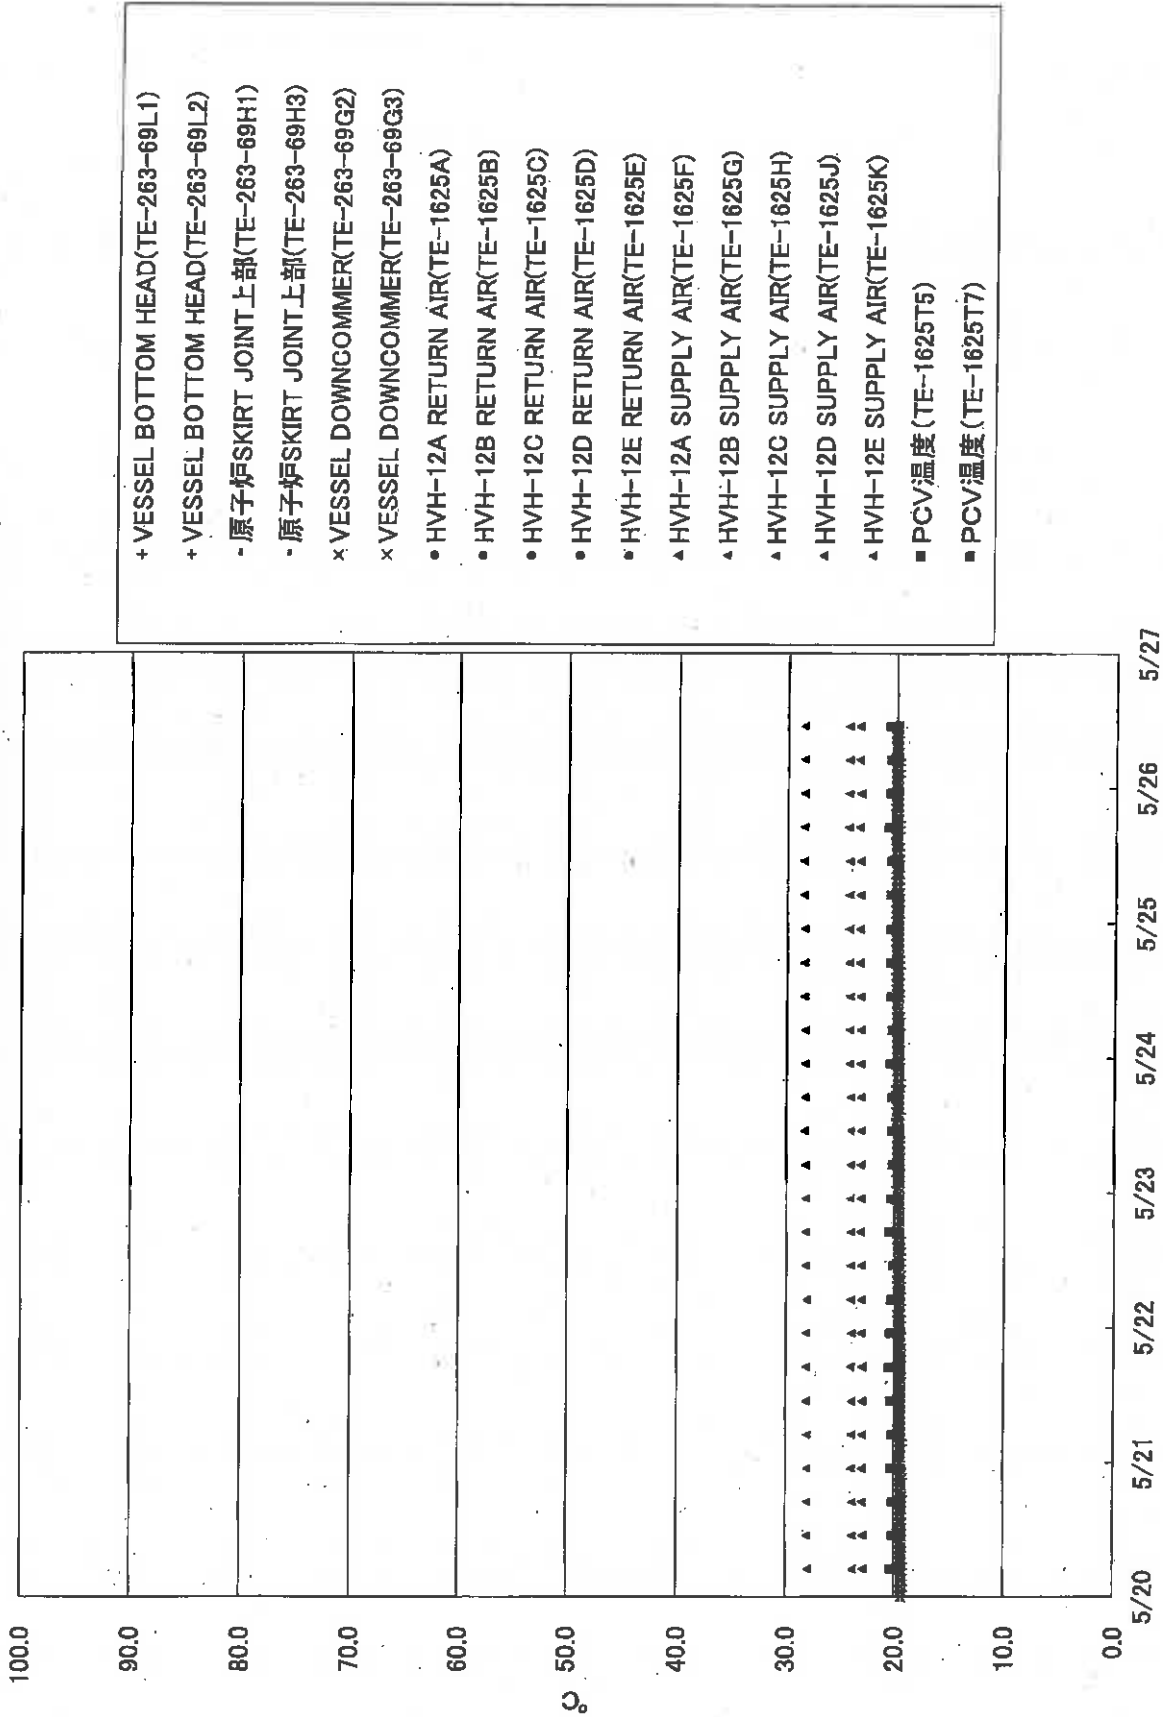 100.0
90.0
80.0
70.0
60.0
50.0
40.0
30.0
20.0
10.0
0.0
℃
5/20
5/21
5/22
5/23
5/24
5/25
5/26
5/27
+ VESSEL BOTTOM HEAD(TE-263-69L1)
+ VESSEL BOTTOM HEAD(TE-263-69L2)
- 原子炉SKIRT JOINT上部(TE-263-69H1)
- 原子炉SKIRT JOINT上部(TE-263-69H3)
× VESSEL DOWNCOMMER(TE-263-69G2)
× VESSEL DOWNCOMMER(TE-263-69G3)
● HVH-12A RETURN AIR(TE-1625A)
● HVH-12B RETURN AIR(TE-1625B)
● HVH-12C RETURN AIR(TE-1625C)
● HVH-12D RETURN AIR(TE-1625D)
● HVH-12E RETURN AIR(TE-1625E)
▲ HVH-12A SUPPLY AIR(TE-1625F)
▲ HVH-12B SUPPLY AIR(TE-1625G)
▲ HVH-12C SUPPLY AIR(TE-1625H)
▲ HVH-12D SUPPLY AIR(TE-1625J)
▲ HVH-12E SUPPLY AIR(TE-1625K)
■ PCV温度(TE-1625T5)
■ PCV温度(TE-1625T7)